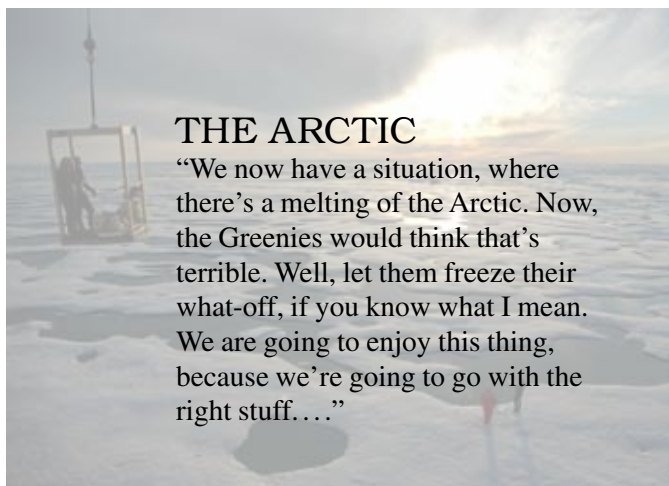 THE ARCTIC
“We now have a situation, where
there’s a melting of the Arctic. Now,
the Greenies would think that’s
terrible. Well, let them freeze their
what-off, if you know what I mean.
We are going to enjoy this thing,
because we’re going to go with the
right stuff. . . .”